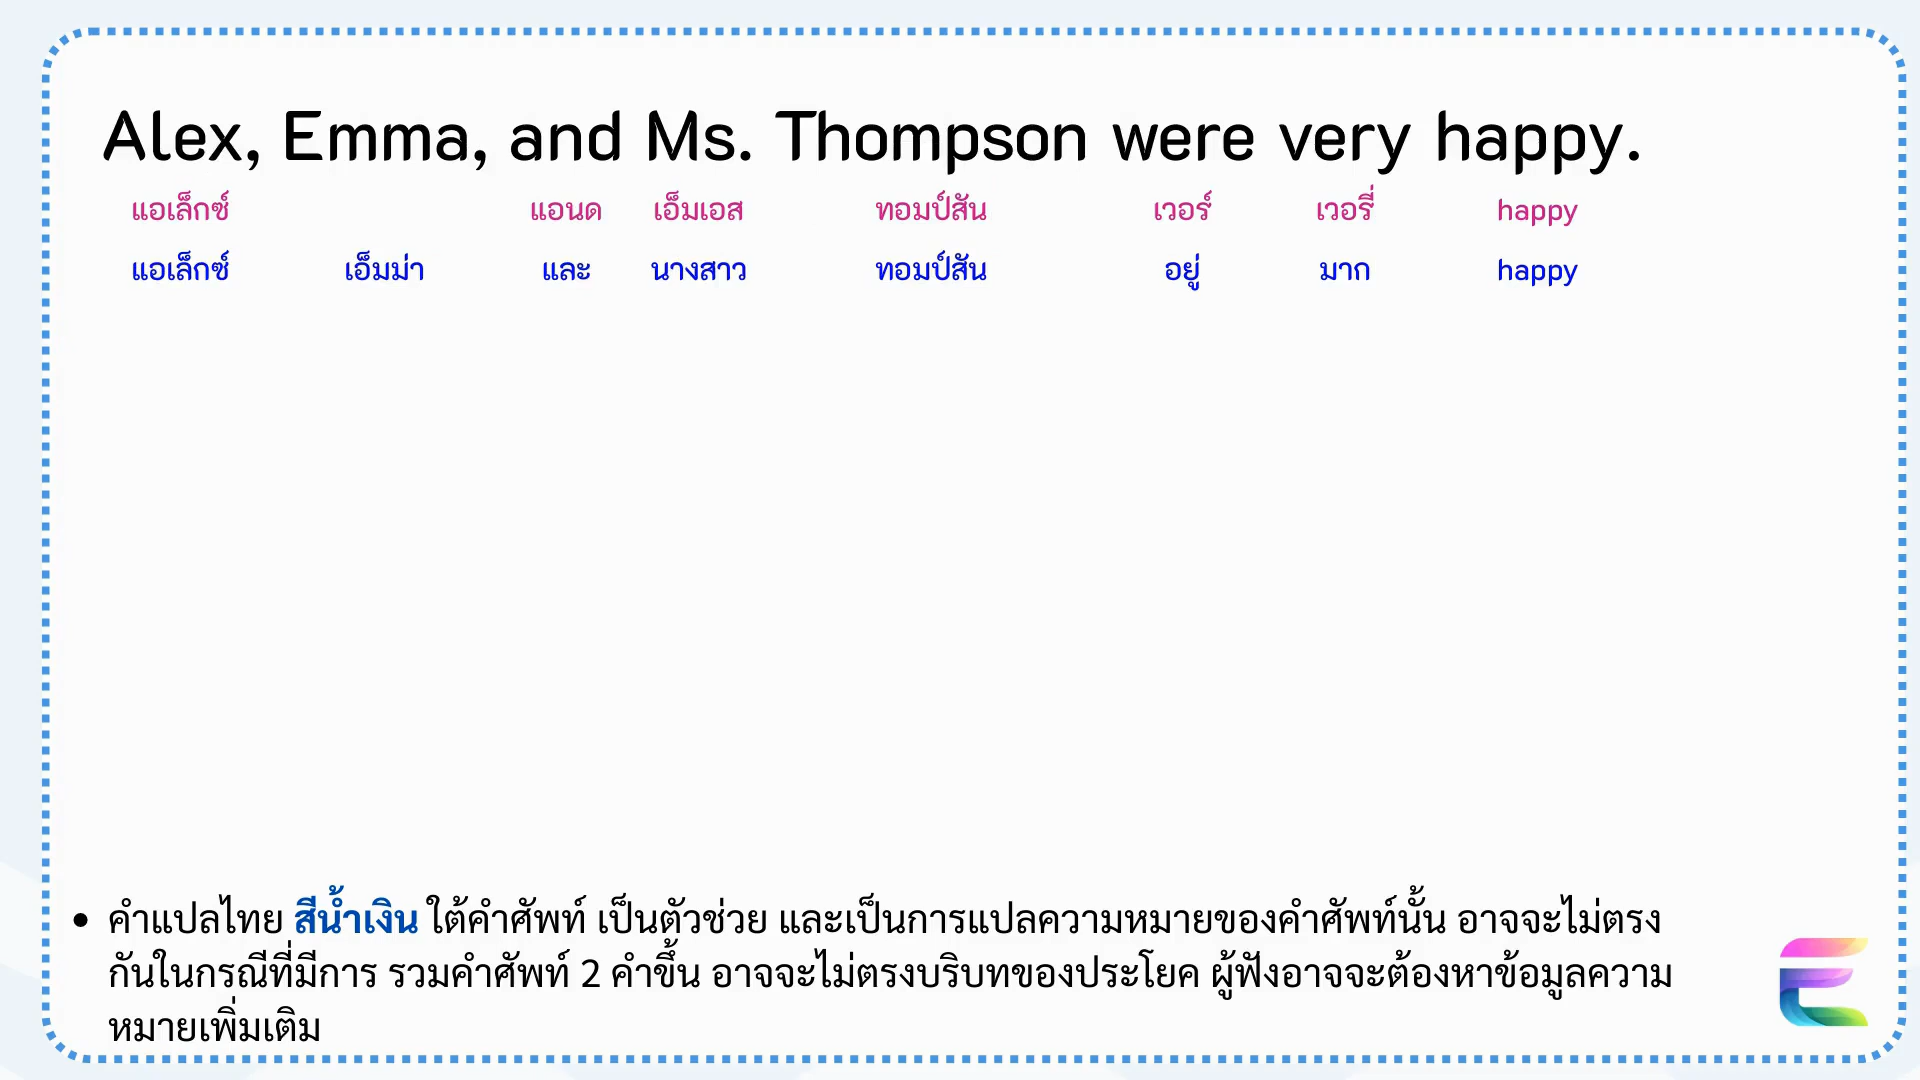 Alex, Emma, and Ms. Thompson were very happy.
แอเล็กซ์ แอนด เอ็มเอส ทอมป์สัน เวอร์ เวอรี่ happy
แอเล็กซ์ เอ็มม่า และ นางสาว ทอมป์สัน อยู่ มาก happy
• คำแปลไทย สีน้ำเงิน ใต้คำศัพท์ เป็นตัวช่วย และเป็นการแปลความหมายของคำศัพท์นั้น อาจจะไม่ตรง
กันในกรณีที่มีการ รวมคำศัพท์ 2 คำขึ้น อาจจะไม่ตรงบริบทของประโยค ผู้ฟังอาจจะต้องหาข้อมูลความ
หมายเพิ่มเติม